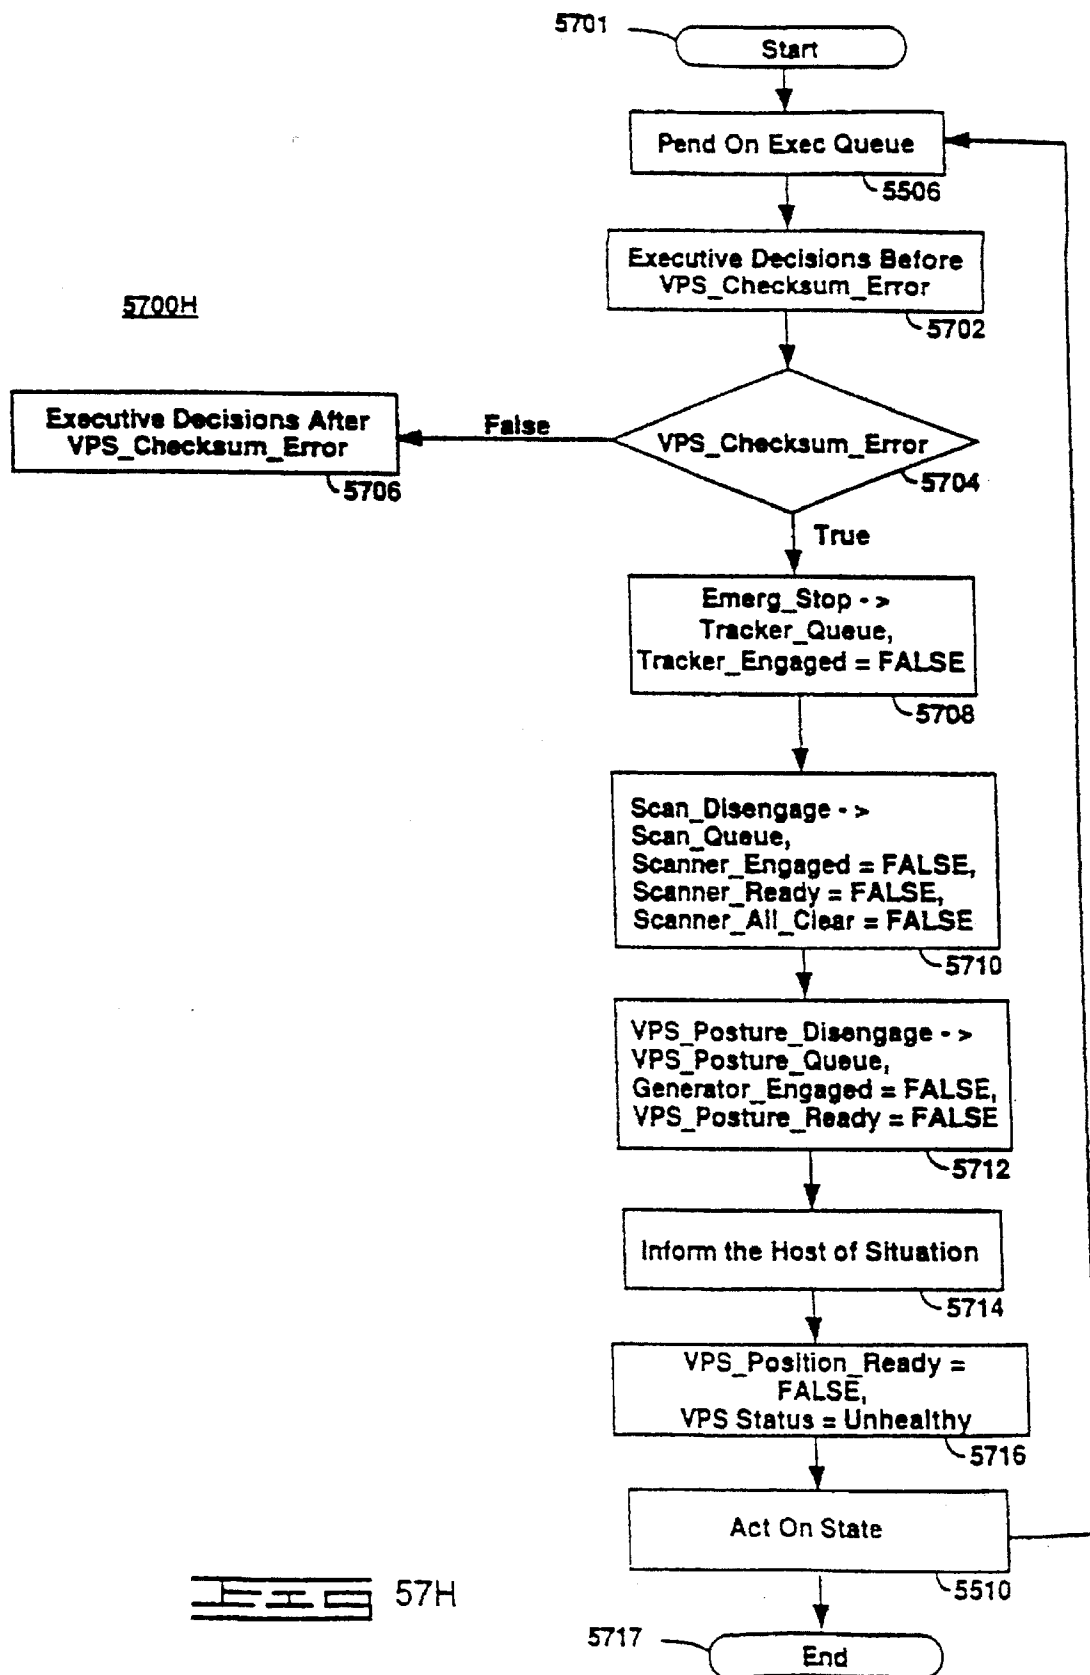 5701
Start
Pend On Exec Queue
5506
Executive Decisions Before
VPS_Checksum_Error
5702
5700H
Executive Decisions After
VPS_Checksum_Error
5706
False
VPS_Checksum_Error
5704
True
Emerg_Stop - >
Tracker_Queue,
Tracker_Engaged = FALSE
5708
Scan_Disengage - >
Scan_Queue,
Scanner_Engaged = FALSE,
Scanner_Ready = FALSE,
Scanner_All_Clear = FALSE
5710
VPS_Posture_Disengage - >
VPS_Posture_Queue,
Generator_Engaged = FALSE,
VPS_Posture_Ready = FALSE
5712
Inform the Host of Situation
5714
VPS_Position_Ready =
FALSE,
VPS Status = Unhealthy
5716
Act On State
5510
57H
5717
End